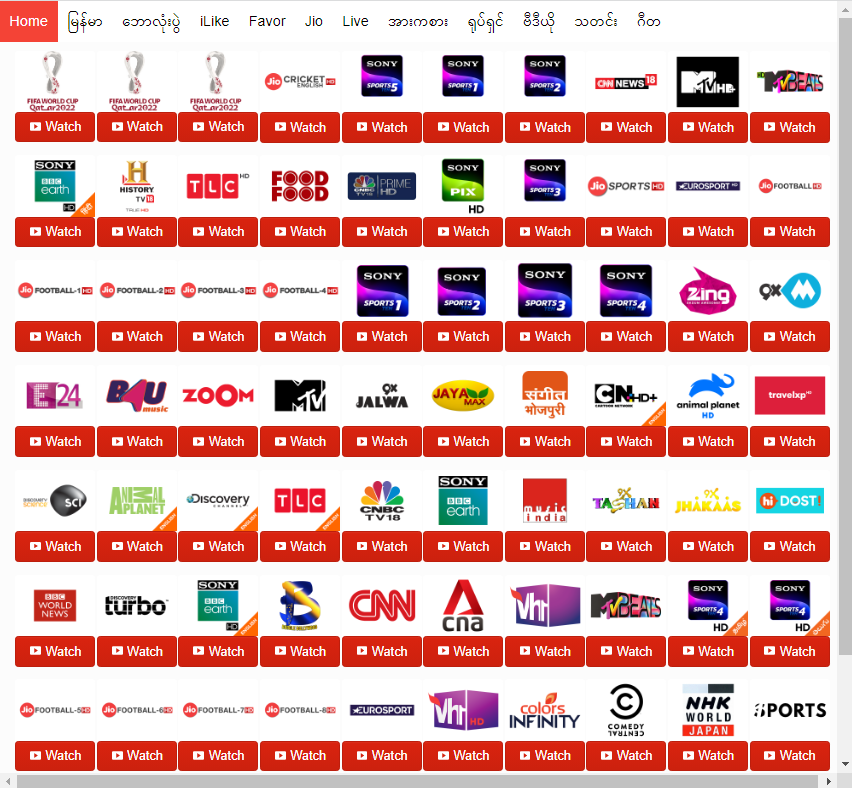 Home မြန်မာ ဘောလုံးပွဲ iLike Favor Jio Live အားကစား ရုပ်ရှင် ဗီဒီယို သတင်း ဂီတ
FIFA WORLD CUP Qatar2022 FIFA WORLD CUP Qatar2022 FIFA WORLD CUP Qatar2022 Jio CRICKET HD ENGLISH SONY SPORTS 5 SONY SPORTS 1 SONY SPORTS 2 CNN NEWS 18 MTV HD+ HD MTV BEATS
Watch Watch Watch Watch Watch Watch Watch Watch Watch Watch
SONY BBC earth HD हिंदी HISTORY TV18 TRUE HD TLC HD FOOD FOOD CNBC TV18 PRIME HD SONY PIX HD SONY SPORTS 3 Jio SPORTS HD EUROSPORT HD Jio FOOTBALL HD
Watch Watch Watch Watch Watch Watch Watch Watch Watch Watch
Jio FOOTBALL-1 HD Jio FOOTBALL-2 HD Jio FOOTBALL-3 HD Jio FOOTBALL-4 HD SONY SPORTS TEN 1 SONY SPORTS TEN 2 SONY SPORTS TEN 3 SONY SPORTS TEN 4 Zing 9X M
Watch Watch Watch Watch Watch Watch Watch Watch Watch Watch
E24 B4U music ZOOM MTV 9X JALWA JAYA MAX संगीत भोजपुरी CN HD+ CARTOON NETWORK ENGLISH animal planet HD travelxp HD
Watch Watch Watch Watch Watch Watch Watch Watch Watch Watch
DISCOVERY SCIENCE sci ANIMAL PLANET ENGLISH Discovery CHANNEL ENGLISH TLC ENGLISH CNBC TV18 SONY BBC earth music india 9X TASHAN 9X JHAKAAS hi DOST!
Watch Watch Watch Watch Watch Watch Watch Watch Watch Watch
BBC WORLD NEWS DISCOVERY turbo SONY BBC earth HD ENGLISH B CNN cna Vh1 MTV BEATS SONY SPORTS 4 HD தமிழ் SONY SPORTS 4 HD
Watch Watch Watch Watch Watch Watch Watch Watch Watch Watch
Jio FOOTBALL-5 HD Jio FOOTBALL-6 HD Jio FOOTBALL-7 HD Jio FOOTBALL-8 HD EUROSPORT Vh1 HD colors INFINITY COMEDY CENTRAL NHK WORLD JAPAN SPORTS
Watch Watch Watch Watch Watch Watch Watch Watch Watch Watch